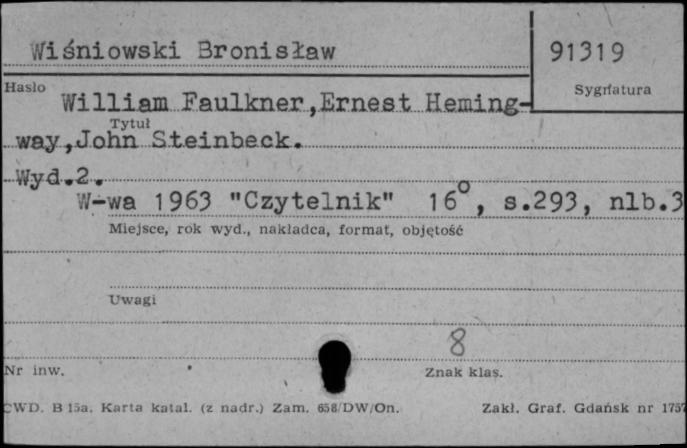 Wiśniowski Bronisław
91319
Hasło
Sygnatura
William Faulkner,Ernest Heming-
Tytuł
way,John Steinbeck.
Wyd.2.
W-wa 1963 "Czytelnik" 16°, s.293, nlb.3
Miejsce, rok wyd., nakładca, format, objętość
Uwagi
8
Nr inw.
Znak klas.
CWD. B 15a. Karta katal. (z nadr.) Zam. 658/DW/On.
Zakł. Graf. Gdańsk nr 1757